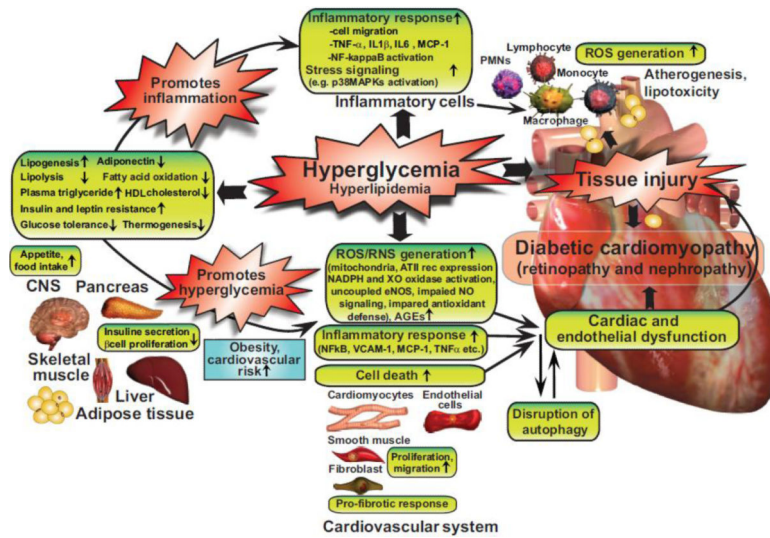 Inflammatory response↑
-cell migration
-TNF-α, IL1β, IL6 , MCP-1
-NF-kappaB activation
Stress signaling ↑
(e.g. p38MAPKs activation)
Inflammatory cells
PMNs
Lymphocyte
Monocyte
Macrophage
ROS generation ↑
Atherogenesis,
lipotoxicity
Promotes
inflammation
Lipogenesis↑ Adiponectin↓
Lipolysis ↓ Fatty acid oxidation↓
Plasma triglyceride↑ HDLcholesterol↓
Insulin and leptin resistance↑
Glucose tolerance↓ Thermogenesis↓
Hyperglycemia
Hyperlipidemia
Tissue injury
Diabetic cardiomyopathy
(retinopathy and nephropathy)
Appetite,
food intake↑
CNS
Pancreas
Insuline secretion
βcell proliferation↓
Skeletal
muscle
Liver
Adipose tissue
Promotes
hyperglycemia
Obesity,
cardiovascular
risk↑
ROS/RNS generation↑
(mitochondria, ATII rec expression
NADPH and XO oxidase activation,
uncoupled eNOS, impaied NO
signaling, impared antioxidant
defense), AGEs↑
Inflammatory response ↑
(NFkB, VCAM-1, MCP-1, TNFα etc.)
Cell death ↑
Cardiomyocytes
Endothelial
cells
Smooth muscle
Fibroblast
Proliferation,
migration↑
Pro-fibrotic response
Cardiovascular system
Cardiac and
endothelial dysfunction
Disruption of
autophagy